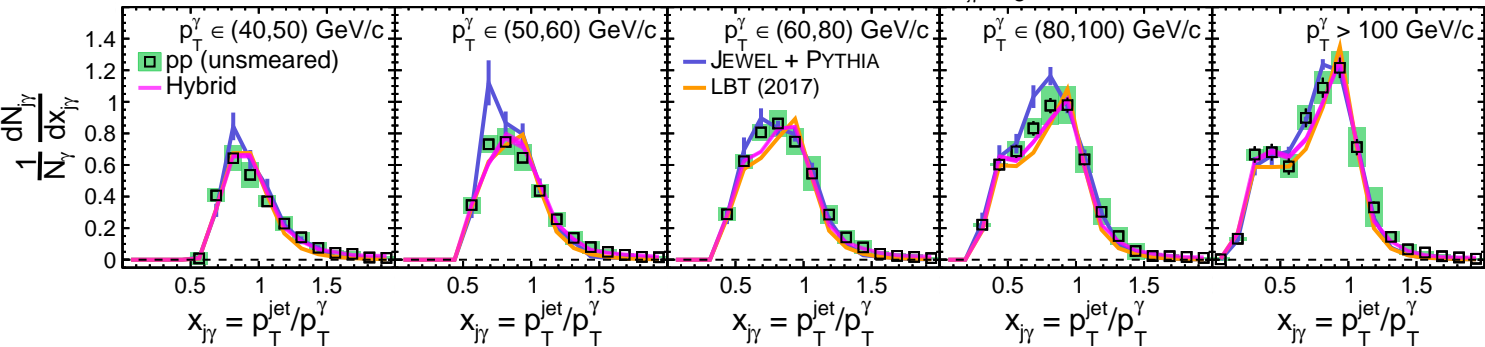 p_T^γ ∈ (40,50) GeV/c
pp (unsmeared)
Hybrid
p_T^γ ∈ (50,60) GeV/c
p_T^γ ∈ (60,80) GeV/c
JEWEL + PYTHIA
LBT (2017)
p_T^γ ∈ (80,100) GeV/c
p_T^γ > 100 GeV/c
1/N_γ dN_jγ/dx_jγ
1.4
1.2
1
0.8
0.6
0.4
0.2
0
0.5 1 1.5
0.5 1 1.5
0.5 1 1.5
0.5 1 1.5
0.5 1 1.5
x_jγ = p_T^jet/p_T^γ
x_jγ = p_T^jet/p_T^γ
x_jγ = p_T^jet/p_T^γ
x_jγ = p_T^jet/p_T^γ
x_jγ = p_T^jet/p_T^γ